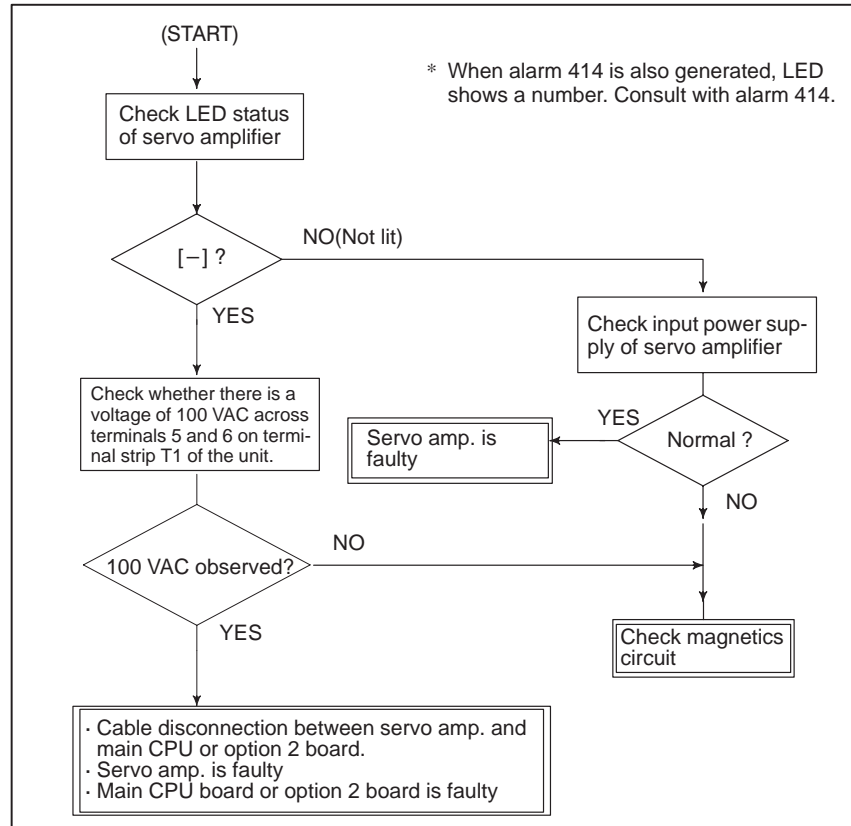 (START)
* When alarm 414 is also generated, LED
shows a number. Consult with alarm 414.
Check LED status
of servo amplifier
[−] ?
NO(Not lit)
YES
Check input power sup-
ply of servo amplifier
Check whether there is a
voltage of 100 VAC across
terminals 5 and 6 on termi-
nal strip T1 of the unit.
YES
Normal ?
Servo amp. is
faulty
NO
100 VAC observed?
NO
YES
Check magnetics
circuit
· Cable disconnection between servo amp. and
main CPU or option 2 board.
· Servo amp. is faulty
· Main CPU board or option 2 board is faulty